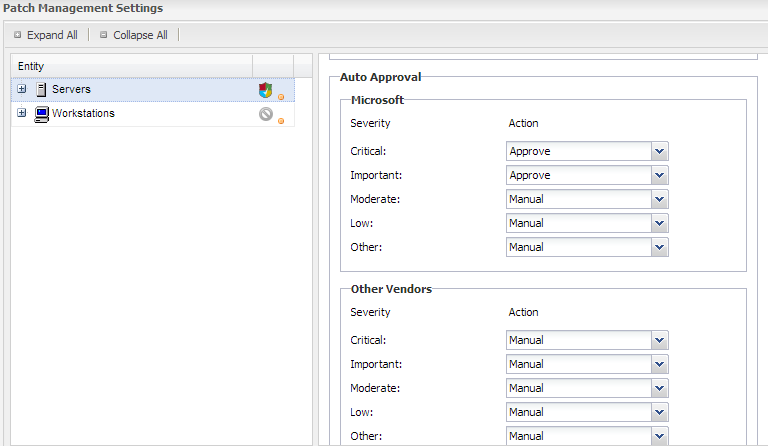 Patch Management Settings
Expand All Collapse All
Entity
Servers
Workstations
Auto Approval
Microsoft
Severity Action
Critical: Approve
Important: Approve
Moderate: Manual
Low: Manual
Other: Manual
Other Vendors
Severity Action
Critical: Manual
Important: Manual
Moderate: Manual
Low: Manual
Other: Manual